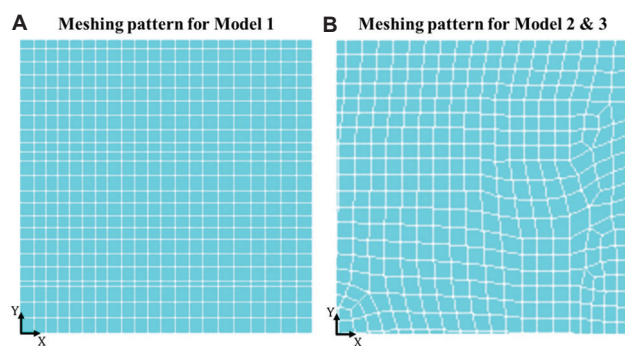 A Meshing pattern for Model 1
B Meshing pattern for Model 2 & 3
Y
X
Y
X